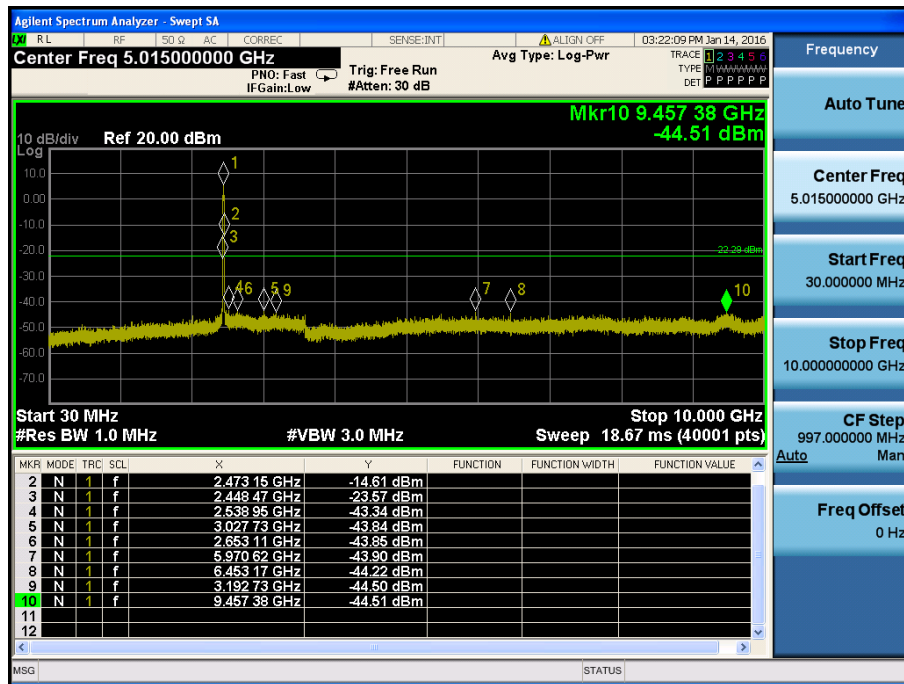 Agilent Spectrum Analyzer - Swept SA
LXI RL RF 50 Ω AC CORREC SENSE:INT ALIGN OFF 03:22:09 PM Jan 14, 2016
Center Freq 5.015000000 GHz
PNO: Fast
IFGain:Low
Trig: Free Run
#Atten: 30 dB
Avg Type: Log-Pwr
TRACE 1 2 3 4 5 6
TYPE MWWWWW
DET P P P P P P
Mkr10 9.457 38 GHz
-44.51 dBm
10 dB/div Ref 20.00 dBm
Log
10.0
0.00
-10.0
-20.0
-30.0
-40.0
-50.0
-60.0
-70.0
1
2
3
4 6 5 9 7 8 10
-22.29 dBm
Start 30 MHz Stop 10.000 GHz
#Res BW 1.0 MHz #VBW 3.0 MHz Sweep 18.67 ms (40001 pts)
MKR MODE TRC SCL X Y FUNCTION FUNCTION WIDTH FUNCTION VALUE
2 N 1 f 2.473 15 GHz -14.61 dBm
3 N 1 f 2.448 47 GHz -23.57 dBm
4 N 1 f 2.538 95 GHz -43.34 dBm
5 N 1 f 3.027 73 GHz -43.84 dBm
6 N 1 f 2.653 11 GHz -43.85 dBm
7 N 1 f 5.970 62 GHz -43.90 dBm
8 N 1 f 6.453 17 GHz -44.22 dBm
9 N 1 f 3.192 73 GHz -44.50 dBm
10 N 1 f 9.457 38 GHz -44.51 dBm
11
12
MSG STATUS
Frequency
Auto Tune
Center Freq
5.015000000 GHz
Start Freq
30.000000 MHz
Stop Freq
10.000000000 GHz
CF Step
997.000000 MHz
Auto Man
Freq Offset
0 Hz